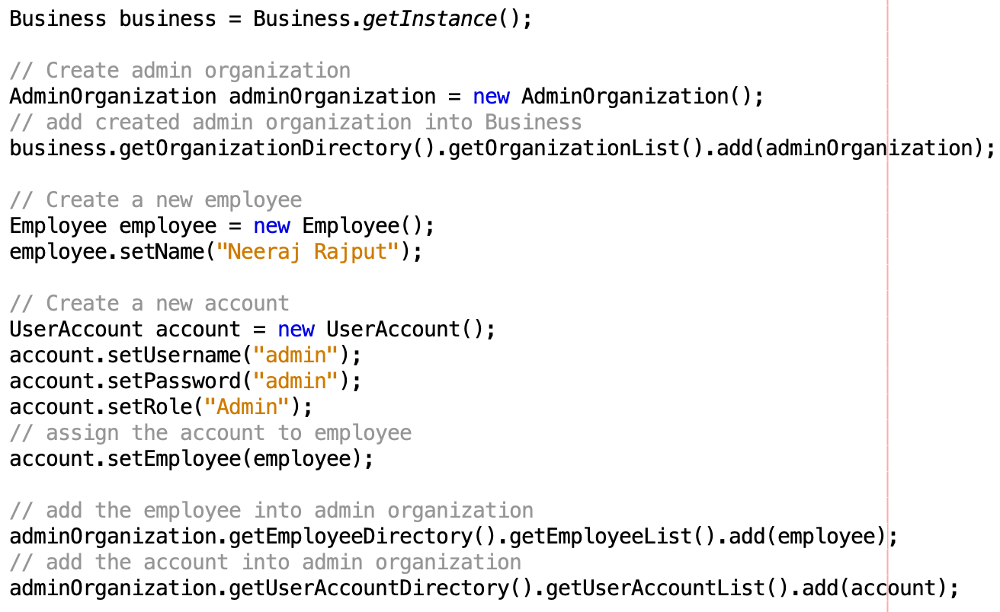 Business business = Business.getInstance();
// Create admin organization
AdminOrganization adminOrganization = new AdminOrganization();
// add created admin organization into Business
business.getOrganizationDirectory().getOrganizationList().add(adminOrganization);
// Create a new employee
Employee employee = new Employee();
employee.setName("Neeraj Rajput");
// Create a new account
UserAccount account = new UserAccount();
account.setUsername("admin");
account.setPassword("admin");
account.setRole("Admin");
// assign the account to employee
account.setEmployee(employee);
// add the employee into admin organization
adminOrganization.getEmployeeDirectory().getEmployeeList().add(employee);
// add the account into admin organization
adminOrganization.getUserAccountDirectory().getUserAccountList().add(account);